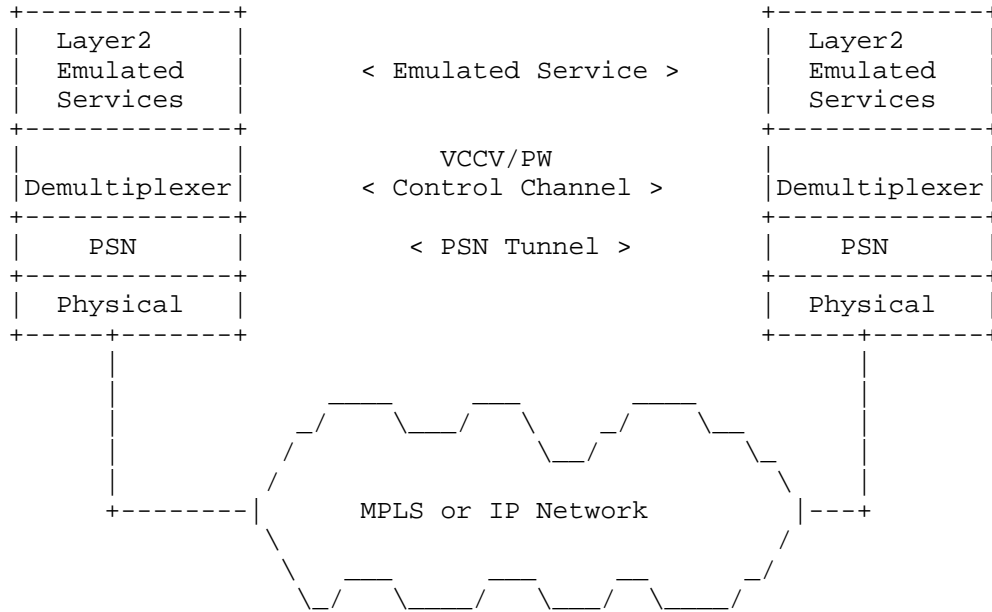 Layer2 Layer2
Emulated < Emulated Service > Emulated
Services Services
VCCV/PW
Demultiplexer < Control Channel > Demultiplexer
PSN < PSN Tunnel > PSN
Physical Physical
MPLS or IP Network